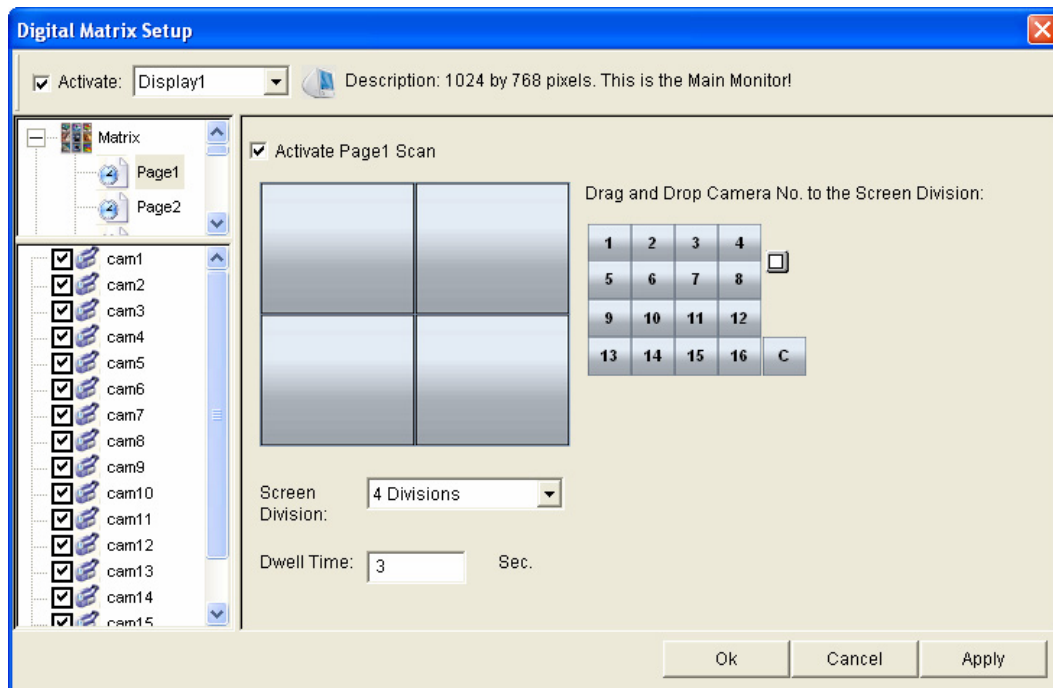 Digital Matrix Setup
Activate: Display1 Description: 1024 by 768 pixels. This is the Main Monitor!
Matrix
Page1
Page2
cam1
cam2
cam3
cam4
cam5
cam6
cam7
cam8
cam9
cam10
cam11
cam12
cam13
cam14
cam15
Activate Page1 Scan
Drag and Drop Camera No. to the Screen Division:
1 2 3 4
5 6 7 8
9 10 11 12
13 14 15 16 C
Screen Division: 4 Divisions
Dwell Time: 3 Sec.
Ok Cancel Apply